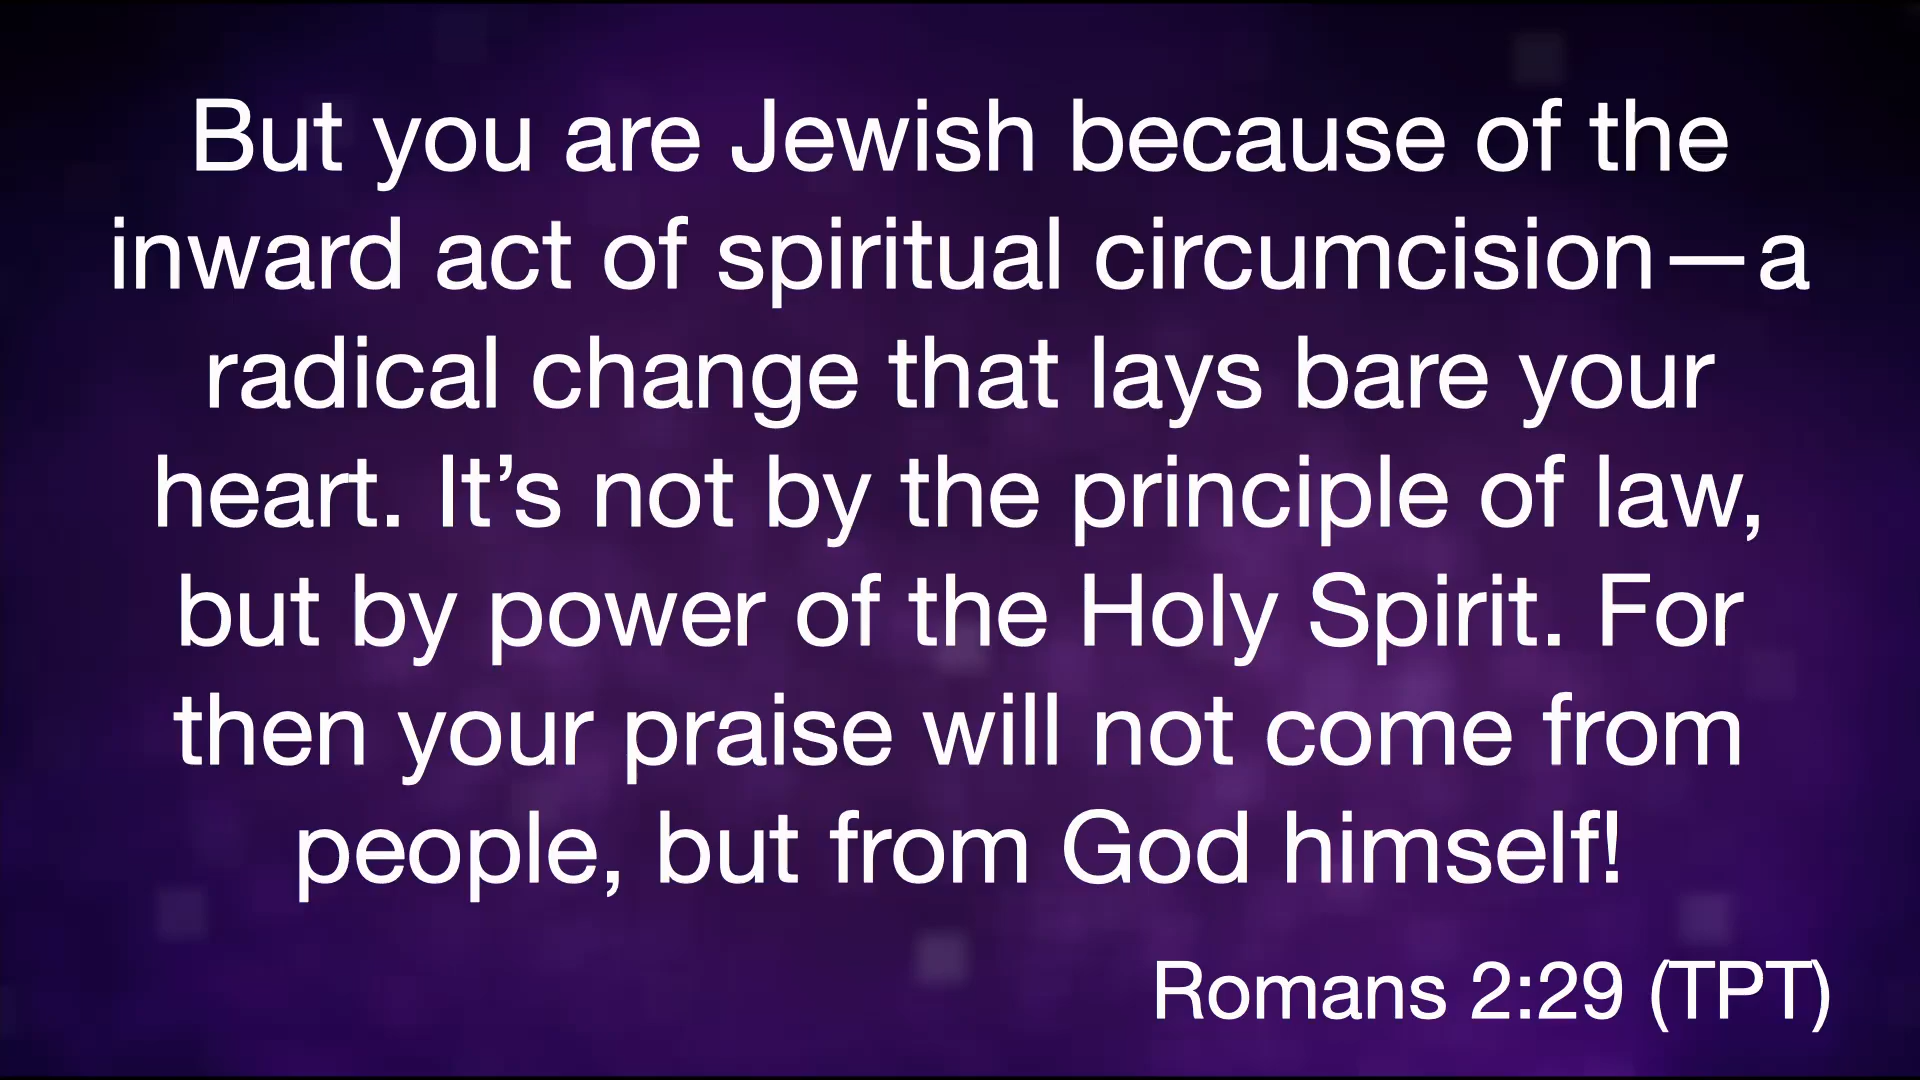 But you are Jewish because of the
inward act of spiritual circumcision—a
radical change that lays bare your
heart. It’s not by the principle of law,
but by power of the Holy Spirit. For
then your praise will not come from
people, but from God himself!
Romans 2:29 (TPT)